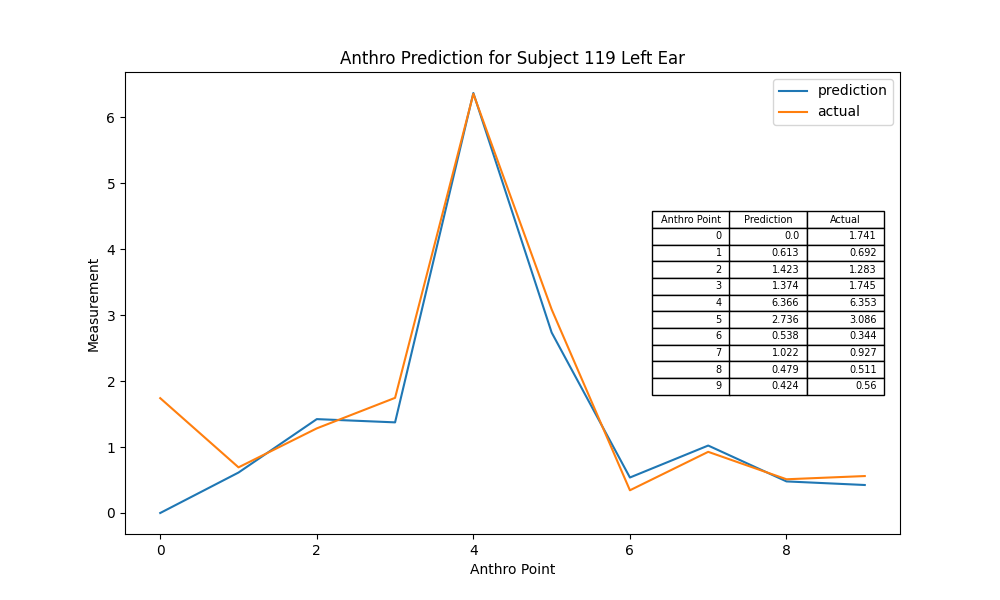 Anthro Prediction for Subject 119 Left Ear
prediction
actual
6
5
4
3
2
1
0
Measurement
Anthro Point Prediction Actual
0 0.0 1.741
1 0.613 0.692
2 1.423 1.283
3 1.374 1.745
4 6.366 6.353
5 2.736 3.086
6 0.538 0.344
7 1.022 0.927
8 0.479 0.511
9 0.424 0.56
0 2 4 6 8
Anthro Point